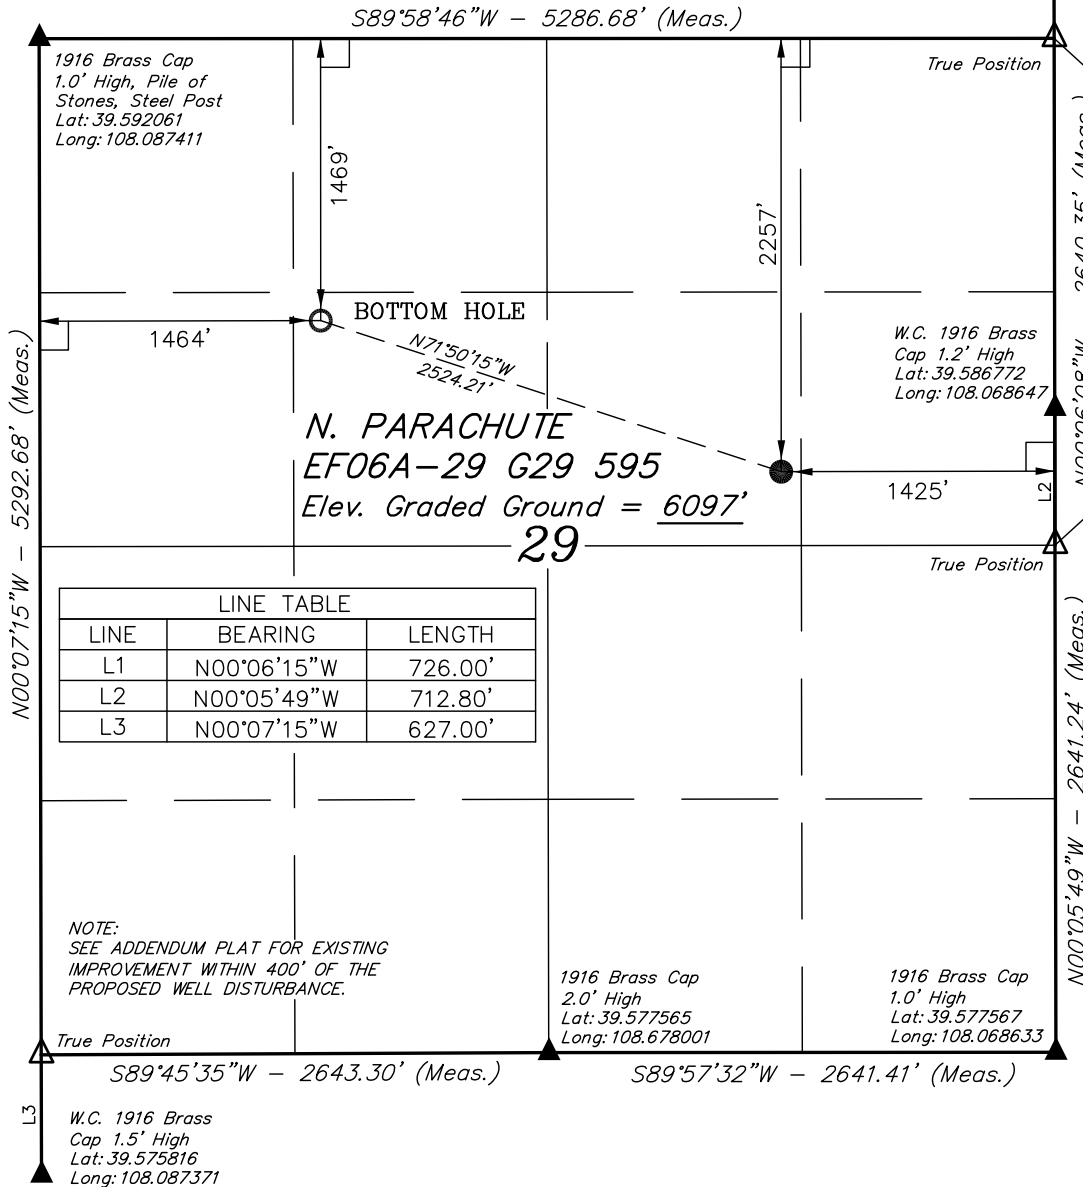 S89°58'46"W - 5286.68' (Meas.)
1916 Brass Cap
1.0' High, Pile of
Stones, Steel Post
Lat: 39.592061
Long: 108.087411
True Position
1469'
2257'
2640.35' (Meas.)
N00°06'08"W
BOTTOM HOLE
1464'
N71°50'15"W
2524.21'
W.C. 1916 Brass
Cap 1.2' High
Lat: 39.586772
Long: 108.068647
N. PARACHUTE
EF06A-29 G29 595
Elev. Graded Ground = 6097'
1425'
L2
N00°07'15"W - 5292.68' (Meas.)
29
True Position
LINE TABLE
LINE BEARING LENGTH
L1 N00°06'15"W 726.00'
L2 N00°05'49"W 712.80'
L3 N00°07'15"W 627.00'
N00°05'49"W - 2641.24' (Meas.)
NOTE:
SEE ADDENDUM PLAT FOR EXISTING
IMPROVEMENT WITHIN 400' OF THE
PROPOSED WELL DISTURBANCE.
1916 Brass Cap
2.0' High
Lat: 39.577565
Long: 108.678001
1916 Brass Cap
1.0' High
Lat: 39.577567
Long: 108.068633
True Position
S89°45'35"W - 2643.30' (Meas.)
S89°57'32"W - 2641.41' (Meas.)
L3
W.C. 1916 Brass
Cap 1.5' High
Lat: 39.575816
Long: 108.087371